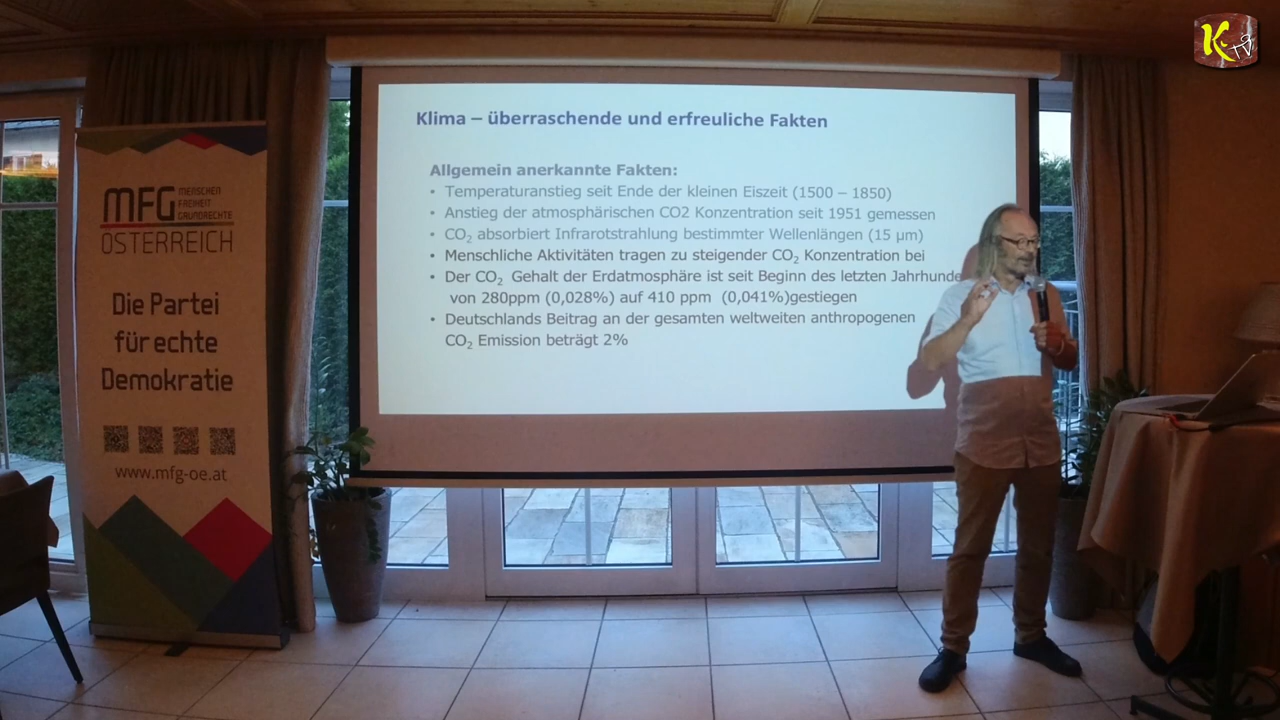 K TV
MFG MENSCHEN
FREIHEIT
GRUNDRECHTE
ÖSTERREICH
Die Partei
für echte
Demokratie
www.mfg-oe.at
Klima – überraschende und erfreuliche Fakten
Allgemein anerkannte Fakten:
• Temperaturanstieg seit Ende der kleinen Eiszeit (1500 – 1850)
• Anstieg der atmosphärischen CO2 Konzentration seit 1951 gemessen
• CO₂ absorbiert Infrarotstrahlung bestimmter Wellenlängen (15 µm)
• Menschliche Aktivitäten tragen zu steigender CO₂ Konzentration bei
• Der CO₂ Gehalt der Erdatmosphäre ist seit Beginn des letzten Jahrhunde
von 280ppm (0,028%) auf 410 ppm (0,041%)gestiegen
• Deutschlands Beitrag an der gesamten weltweiten anthropogenen
CO₂ Emission beträgt 2%